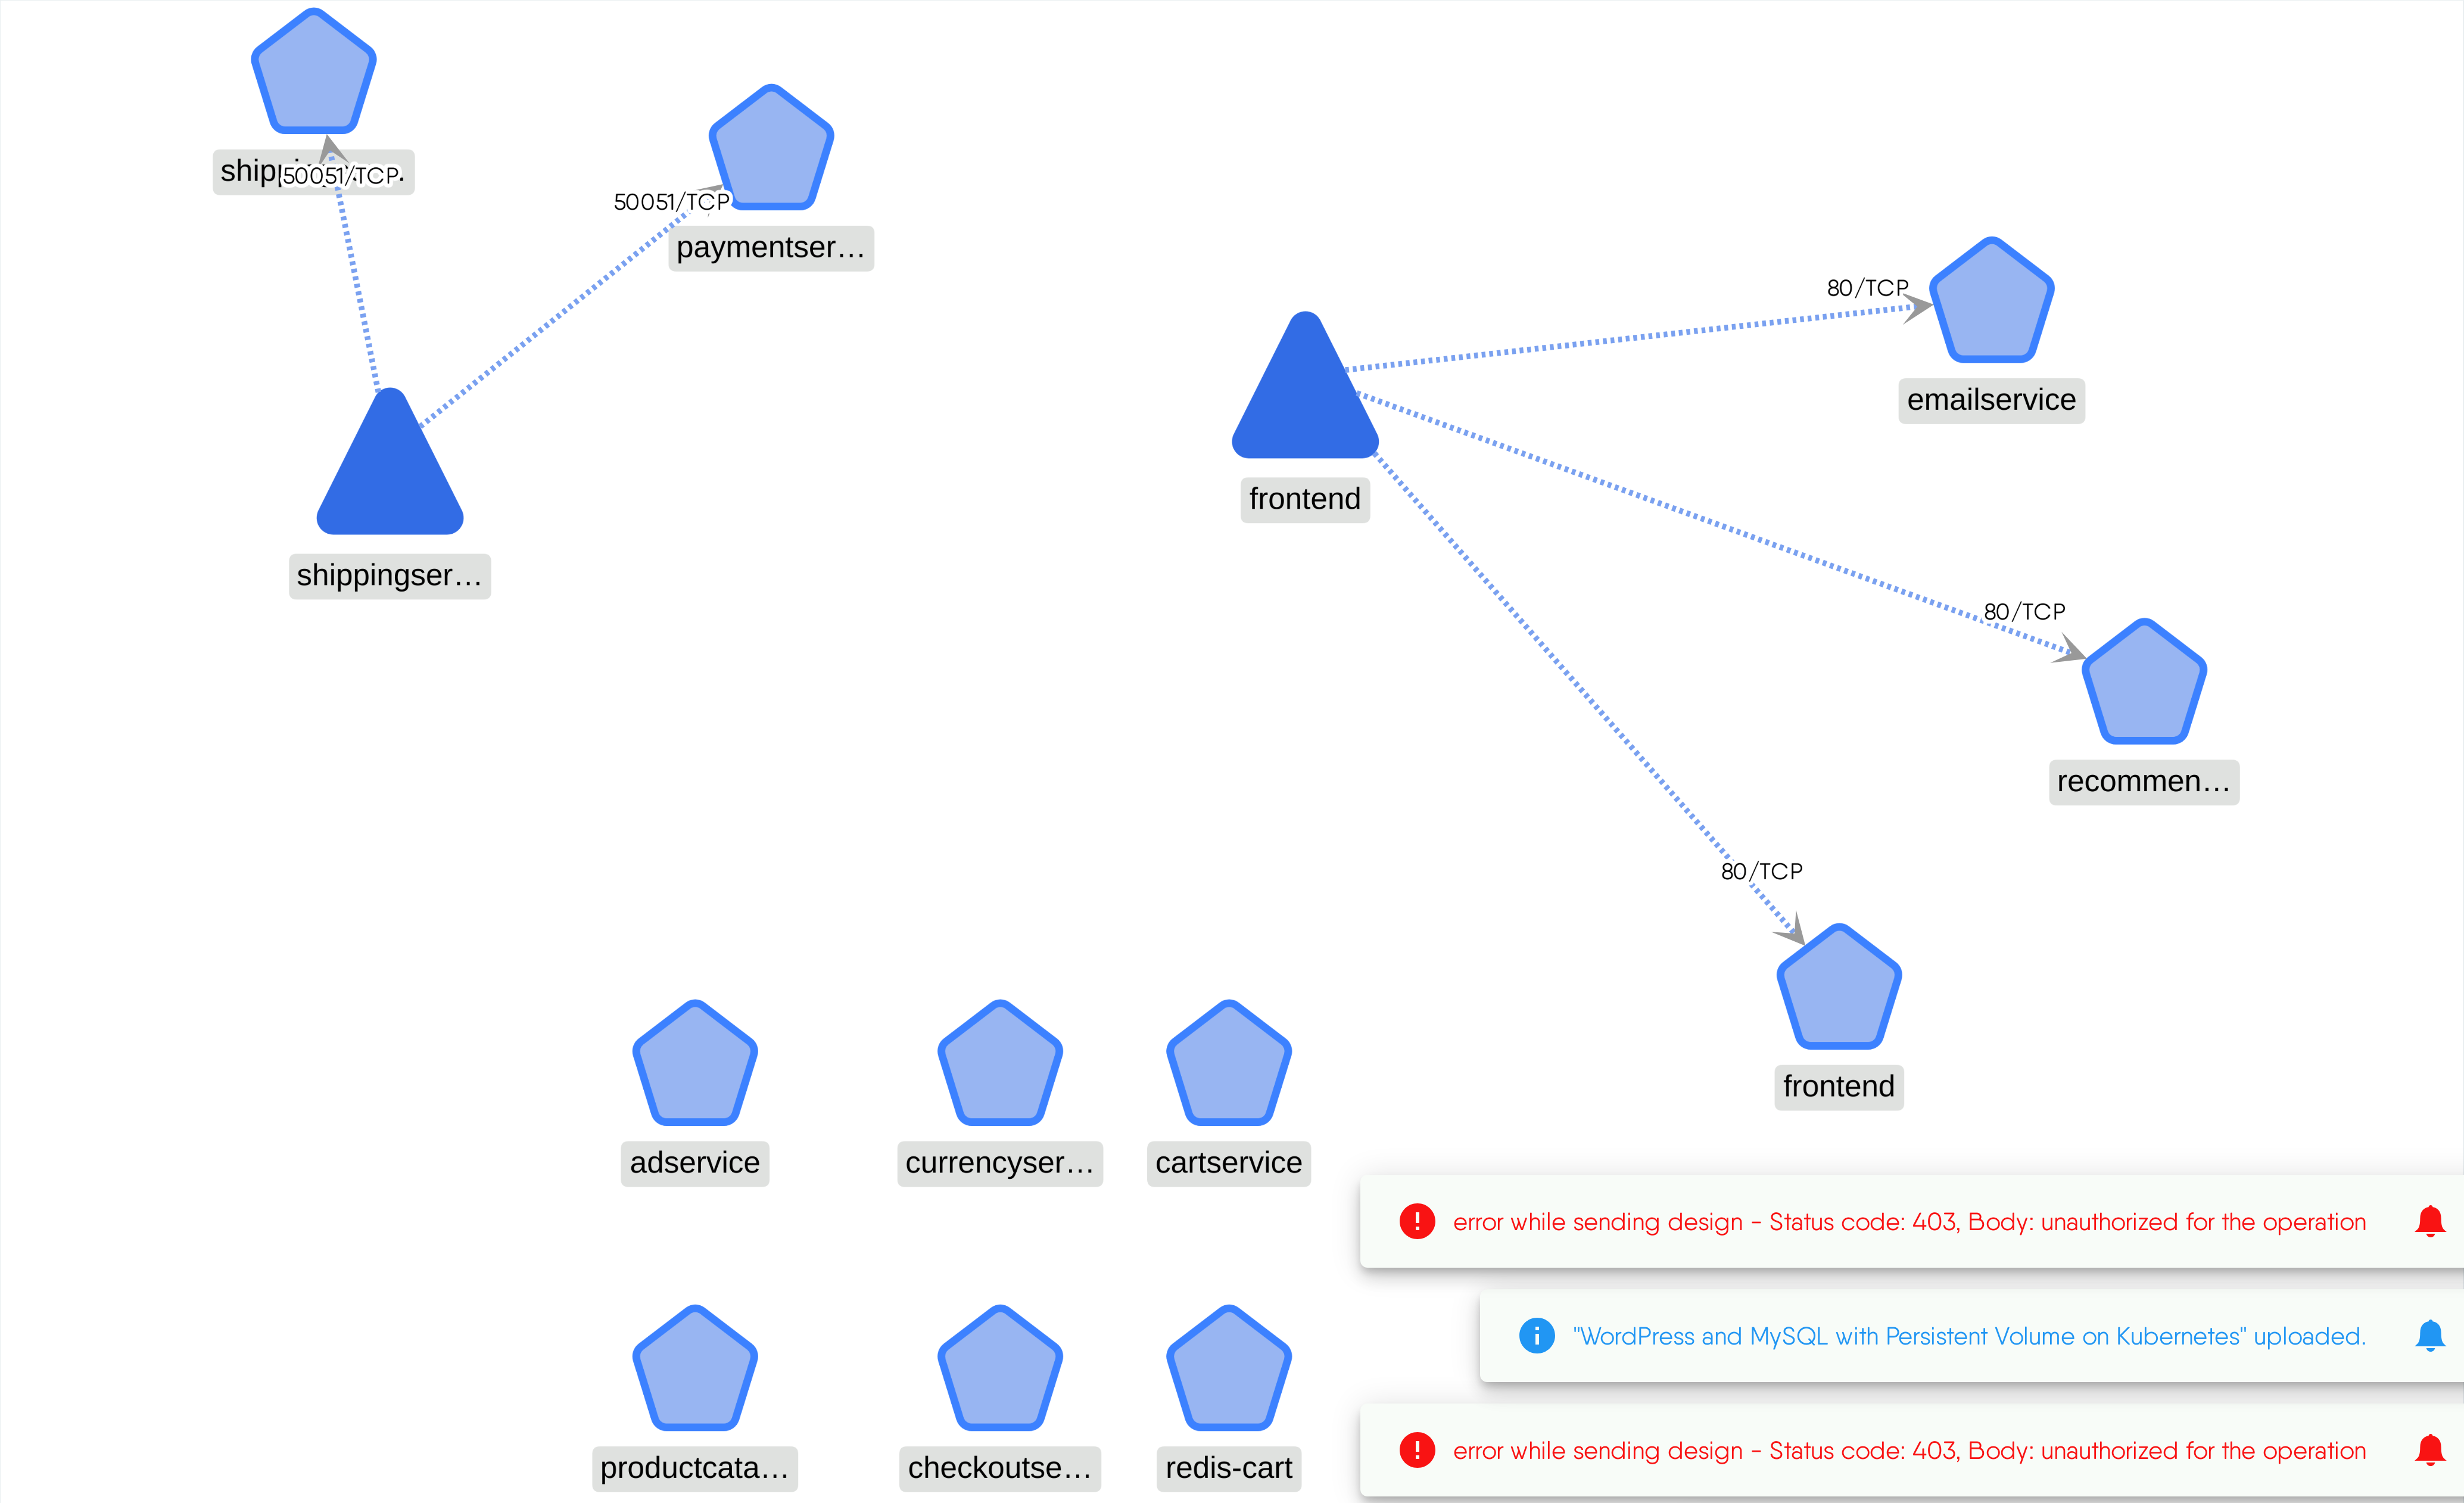 50051/TCP
50051/TCP
paymentser...
80/TCP
emailservice
frontend
shippingser...
80/TCP
recommen...
80/TCP
frontend
adservice
currencyser...
cartservice
error while sending design - Status code: 403, Body: unauthorized for the operation
"WordPress and MySQL with Persistent Volume on Kubernetes" uploaded.
productcata...
checkoutse...
redis-cart
error while sending design - Status code: 403, Body: unauthorized for the operation